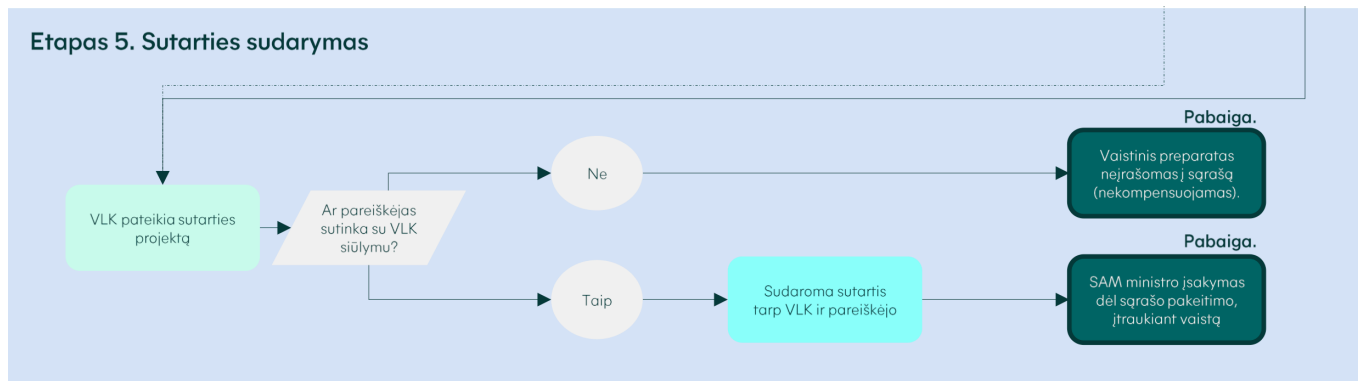 Etapas 5. Sutarties sudarymas
VLK pateikia sutarties
projektą
Ar pareiškėjas
sutinka su VLK
siūlymu?
Ne
Pabaiga.
Vaistinis preparatas
neįrašomas į sąrašą
(nekompensuojamas).
Taip
Sudaroma sutartis
tarp VLK ir pareiškėjo
Pabaiga.
SAM ministro įsakymas
dėl sąrašo pakeitimo,
įtraukiant vaistą